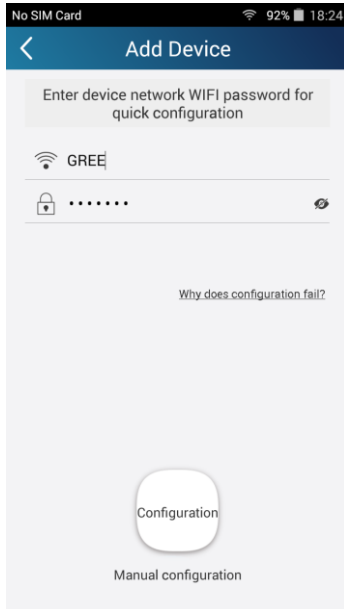 No SIM Card 92% 18:24
Add Device
Enter device network WIFI password for
quick configuration
GREE
•••••••
Why does configuration fail?
Configuration
Manual configuration